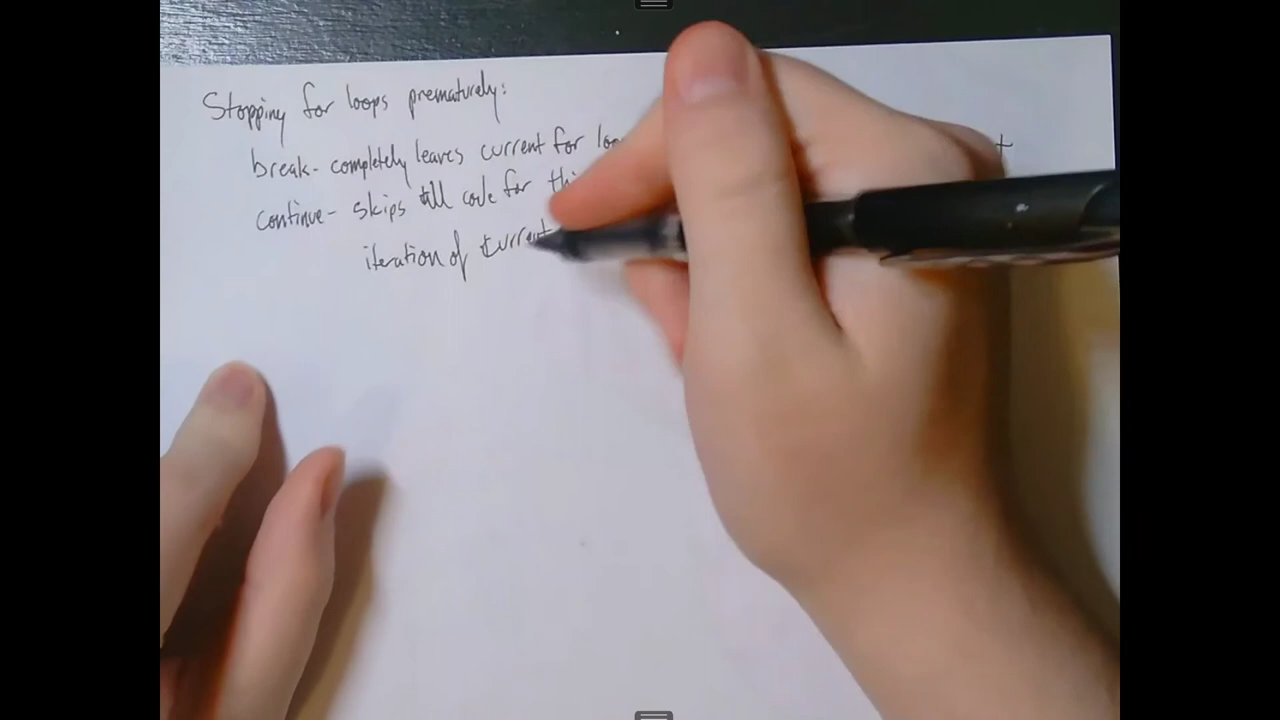 Stopping for loops prematurely:
break- completely leaves current for
continue- skips all code for
iteration of current